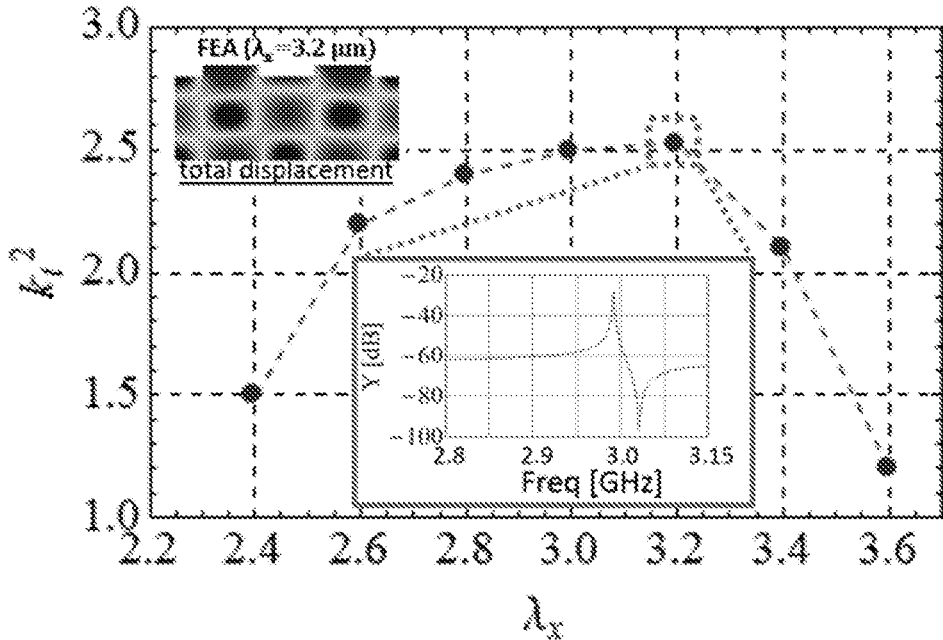 3.0
FEA (λₓ=3.2 μm)
2.5
total displacement
k_t^2
2.0
−20
−40
Y [dB]
−60
1.5
−80
−100
2.8 2.9 3.0 3.15
Freq [GHz]
1.0
2.2 2.4 2.6 2.8 3.0 3.2 3.4 3.6
λₓ